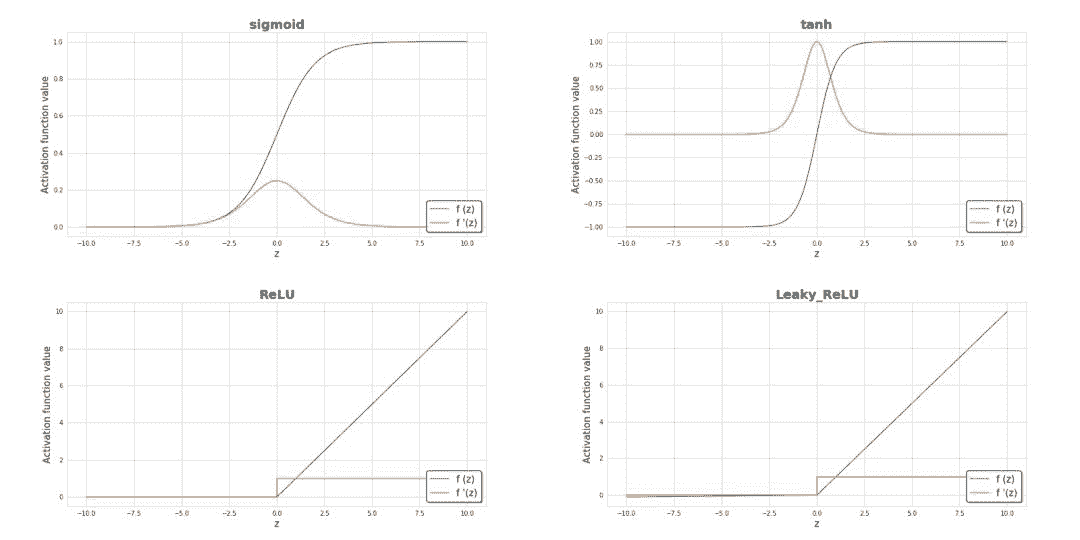 sigmoid
1.0
0.8
0.6
0.4
0.2
0.0
Activation function value
f (z)
f '(z)
−10.0 −7.5 −5.0 −2.5 0.0 2.5 5.0 7.5 10.0
z
tanh
1.00
0.75
0.50
0.25
0.00
−0.25
−0.50
−0.75
−1.00
Activation function value
f (z)
f '(z)
−10.0 −7.5 −5.0 −2.5 0.0 2.5 5.0 7.5 10.0
z
ReLU
10
8
6
4
2
0
Activation function value
f (z)
f '(z)
−10.0 −7.5 −5.0 −2.5 0.0 2.5 5.0 7.5 10.0
z
Leaky_ReLU
10
8
6
4
2
0
Activation function value
f (z)
f '(z)
−10.0 −7.5 −5.0 −2.5 0.0 2.5 5.0 7.5 10.0
z